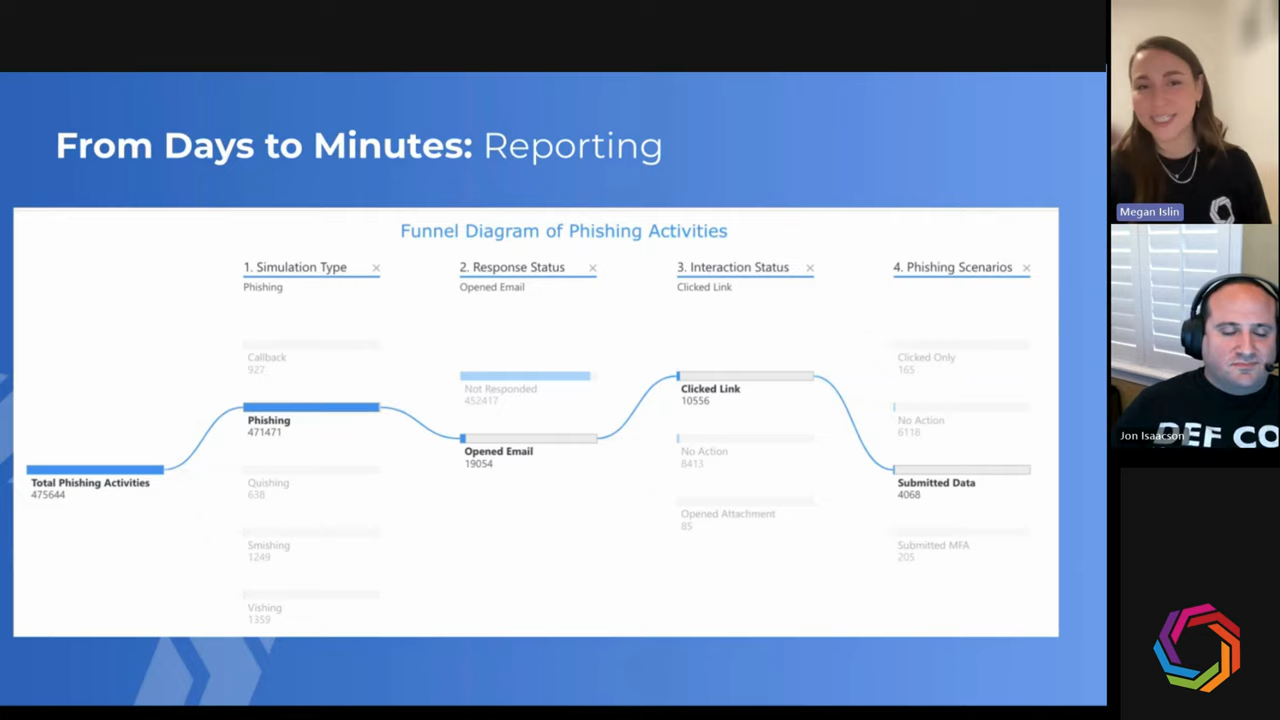 From Days to Minutes: Reporting
Funnel Diagram of Phishing Activities
1. Simulation Type ×
Phishing
2. Response Status ×
Opened Email
3. Interaction Status ×
Clicked Link
4. Phishing Scenarios ×
Total Phishing Activities
475644
Callback
927
Phishing
471471
Quishing
638
Smishing
1249
Vishing
1359
Not Responded
452417
Opened Email
19054
Clicked Link
10556
No Action
8413
Opened Attachment
85
Clicked Only
165
No Action
6118
Submitted Data
4068
Submitted MFA
205
Megan Islin
Jon Isaacson
DEF CO